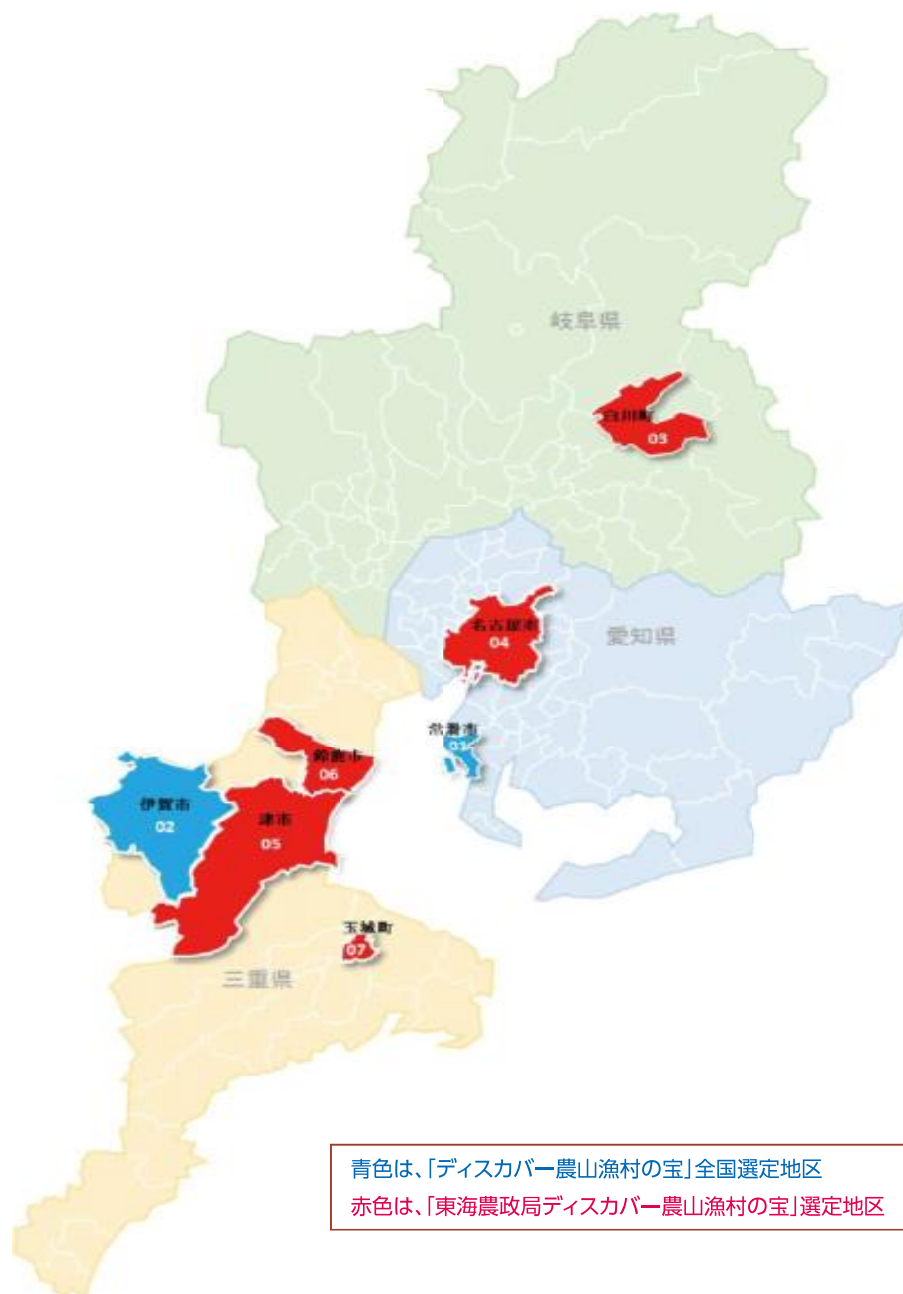 岐阜県
白川町
03
名古屋市
04
愛知県
常滑市
01
鈴鹿市
06
伊賀市
02
津市
05
玉城町
07
三重県
青色は、「ディスカバー農山漁村の宝」全国選定地区
赤色は、「東海農政局ディスカバー農山漁村の宝」選定地区